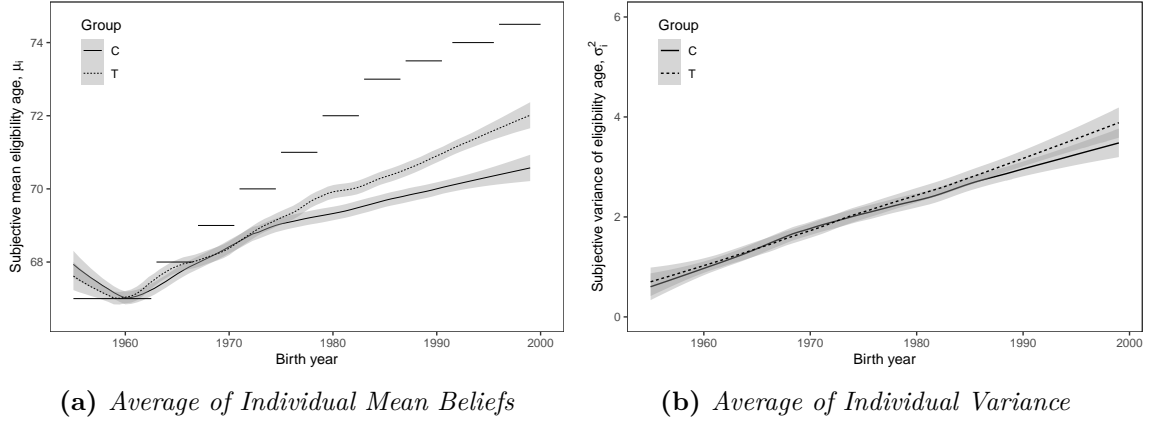 Group
C
T
Subjective mean eligibility age, μi
74
72
70
68
1960
1970
1980
1990
2000
Birth year
(a) Average of Individual Mean Beliefs
Group
C
T
Subjective variance of eligibility age, σi²
6
4
2
0
1960
1970
1980
1990
2000
Birth year
(b) Average of Individual Variance